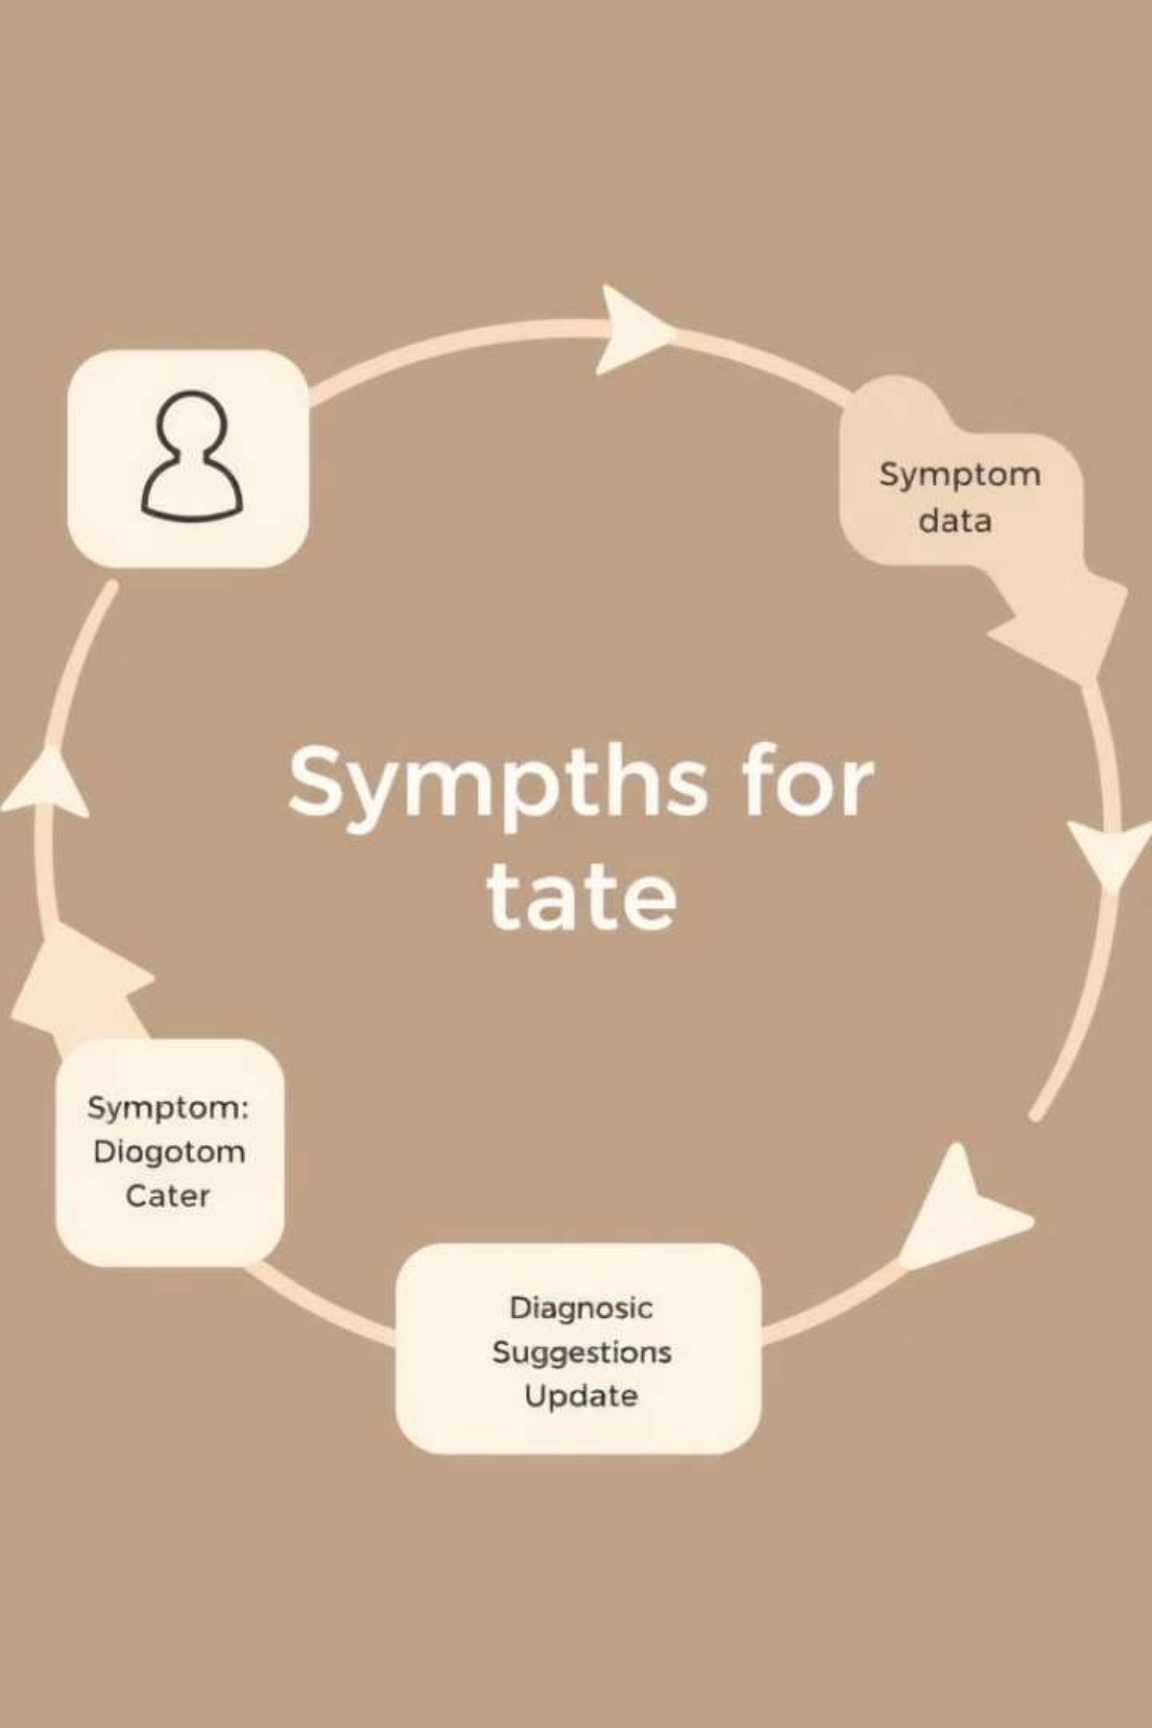 Symptom
data
Sympths for
tate
Symptom:
Diogotom
Cater
Diagnosic
Suggestions
Update